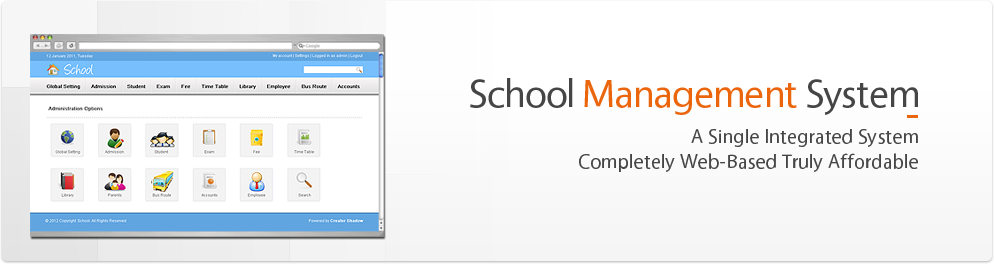 Google
12 January 2011, Tuesday
My account | Settings | Logged in as admin | Logout
School
Global Setting Admission Student Exam Fee Time Table Library Employee Bus Route Accounts
Administration Options
Global Setting Admission Student Exam Fee Time Table
Library Parents Bus Route Accounts Employee Search
© 2012 Copyright School. All Rights Reserved. Powered by Creator Shadow
School Management System
A Single Integrated System
Completely Web-Based Truly Affordable